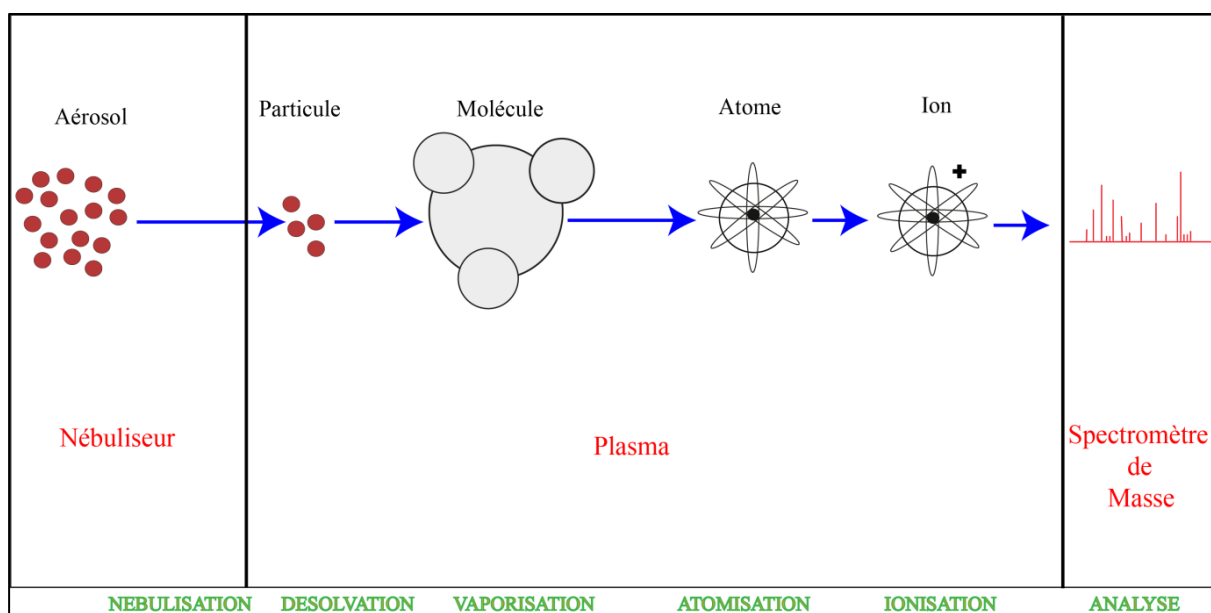 Aérosol
Particule
Molécule
Atome
Ion
Nébuliseur
Plasma
Spectromètre
de
Masse
NEBULISATION
DESOLVATION
VAPORISATION
ATOMISATION
IONISATION
ANALYSE